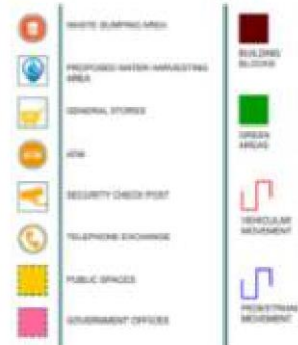 WASTE DUMPING AREA
PROPOSED WATER HARVESTING
AREA
GENERAL STORES
ATM
SECURITY CHECK POST
TELEPHONE EXCHANGE
PUBLIC SPACES
GOVERNMENT OFFICES
BUILDING
BLOCKS
GREEN
AREAS
VEHICULAR
MOVEMENT
PEDESTRIAN
MOVEMENT